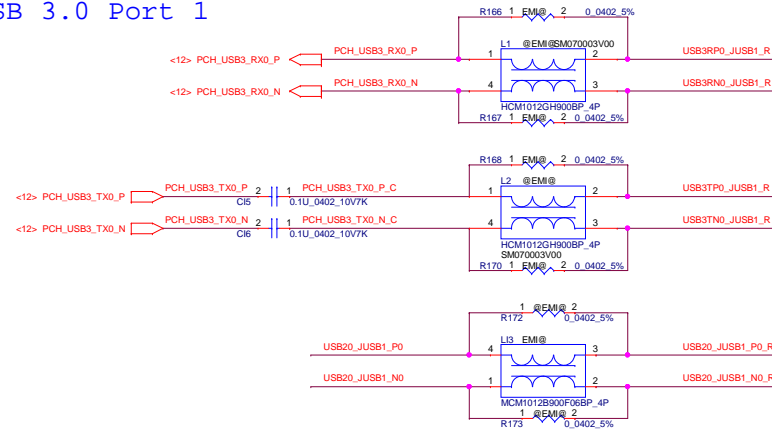 SB 3.0 Port 1
R166 1 EMI@ 2 0_0402_5%
L1 @EMI@ SM070003V00
<12> PCH_USB3_RX0_P PCH_USB3_RX0_P 1 2 USB3RP0_JUSB1_R
<12> PCH_USB3_RX0_N PCH_USB3_RX0_N 4 3 USB3RN0_JUSB1_R
HCM1012GH900BP_4P
R167 1 EMI@ 2 0_0402_5%
R168 1 EMI@ 2 0_0402_5%
L2 @EMI@
<12> PCH_USB3_TX0_P PCH_USB3_TX0_P 2 1 PCH_USB3_TX0_P_C 1 2 USB3TP0_JUSB1_R
CI5 0.1U_0402_10V7K
<12> PCH_USB3_TX0_N PCH_USB3_TX0_N 2 1 PCH_USB3_TX0_N_C 4 3 USB3TN0_JUSB1_R
CI6 0.1U_0402_10V7K
HCM1012GH900BP_4P
SM070003V00
R170 1 EMI@ 2 0_0402_5%
1 @EMI@ 2
R172 0_0402_5%
LI3 EMI@
USB20_JUSB1_P0 4 3 USB20_JUSB1_P0_R
USB20_JUSB1_N0 1 2 USB20_JUSB1_N0_R
MCM1012B900F06BP_4P
1 @EMI@ 2
R173 0_0402_5%